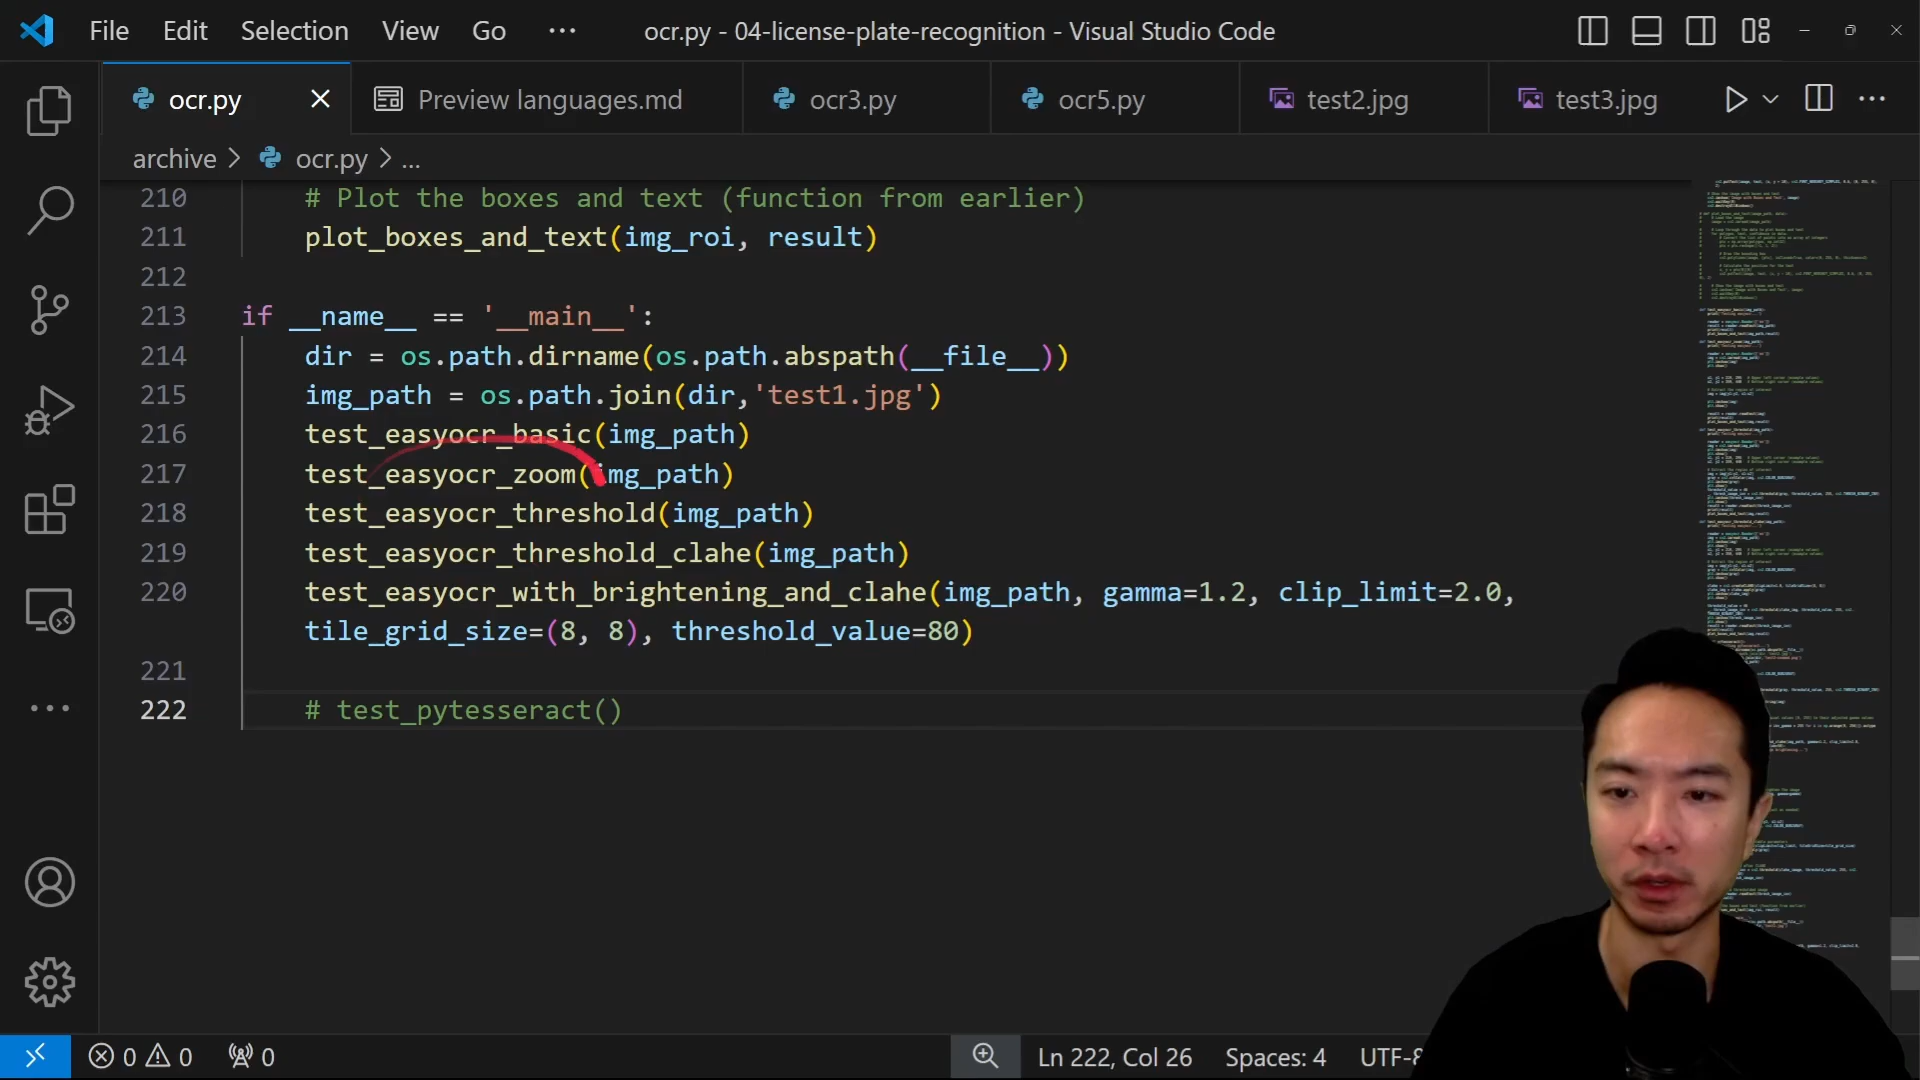 File Edit Selection View Go ... ocr.py - 04-license-plate-recognition - Visual Studio Code
ocr.py Preview languages.md ocr3.py ocr5.py test2.jpg test3.jpg
archive > ocr.py > ...
210 # Plot the boxes and text (function from earlier)
211 plot_boxes_and_text(img_roi, result)
212
213 if __name__ == '__main__':
214 dir = os.path.dirname(os.path.abspath(__file__))
215 img_path = os.path.join(dir,'test1.jpg')
216 test_easyocr_basic(img_path)
217 test_easyocr_zoom(img_path)
218 test_easyocr_threshold(img_path)
219 test_easyocr_threshold_clahe(img_path)
220 test_easyocr_with_brightening_and_clahe(img_path, gamma=1.2, clip_limit=2.0,
tile_grid_size=(8, 8), threshold_value=80)
221
222 # test_pytesseract()
0 0 0 Ln 222, Col 26 Spaces: 4 UTF-8